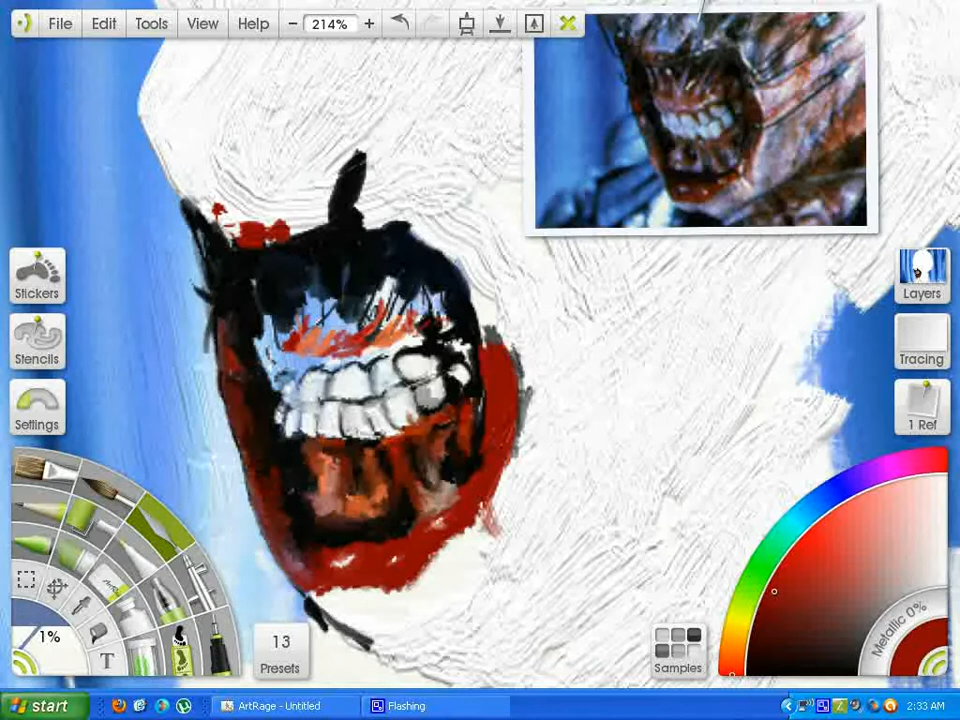 File Edit Tools View Help − 214% +
Stickers
Stencils
Settings
Layers
Tracing
1 Ref
1%
T
13
Presets
Samples
Metallic 0%
start
ArtRage - Untitled
Flashing
2:33 AM